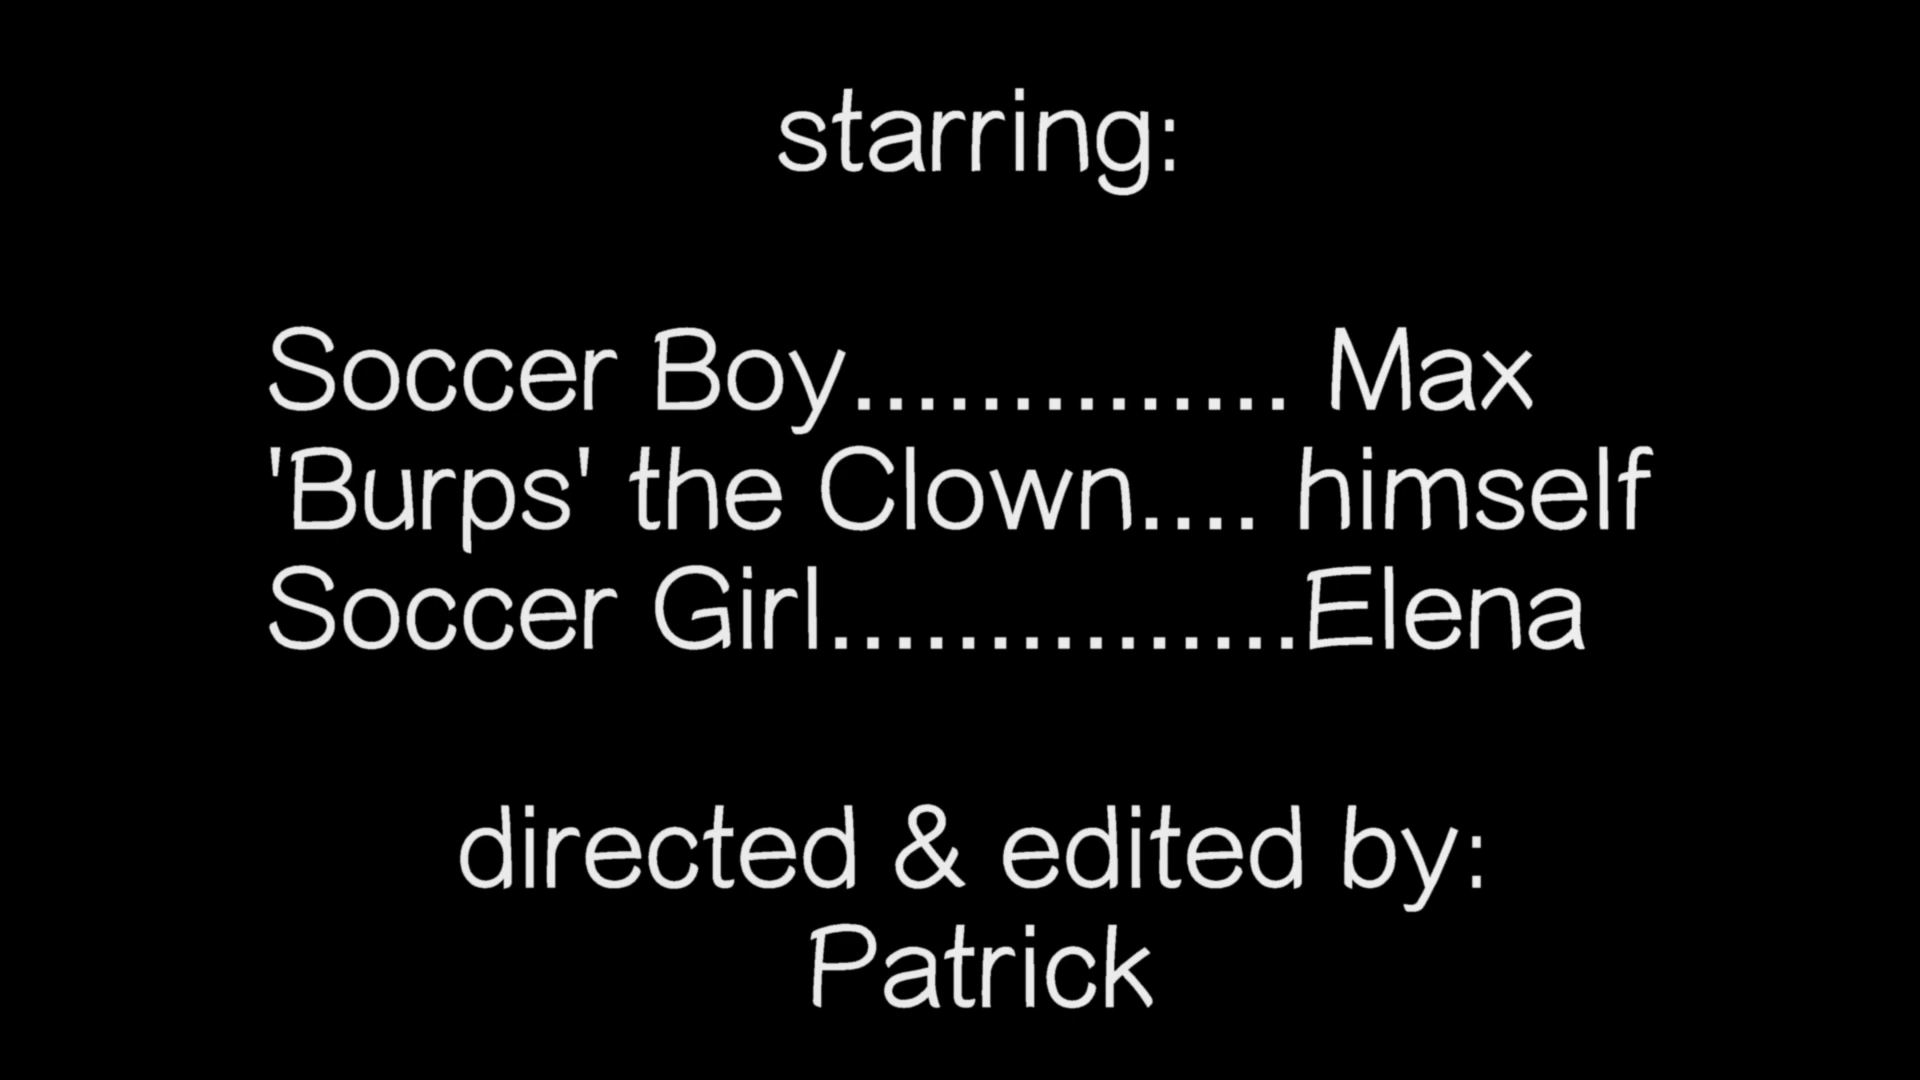 starring:
Soccer Boy.............. Max
'Burps' the Clown.... himself
Soccer Girl...............Elena
directed & edited by:
Patrick